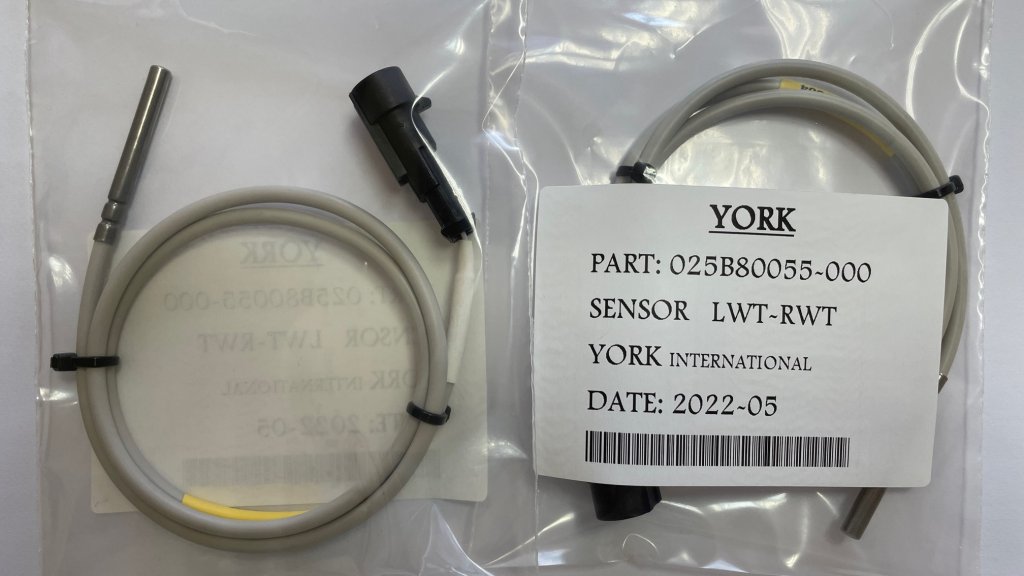 YORK
PART: 025B80055-000
SENSOR LWT-RWT
YORK INTERNATIONAL
DATE: 2022-05